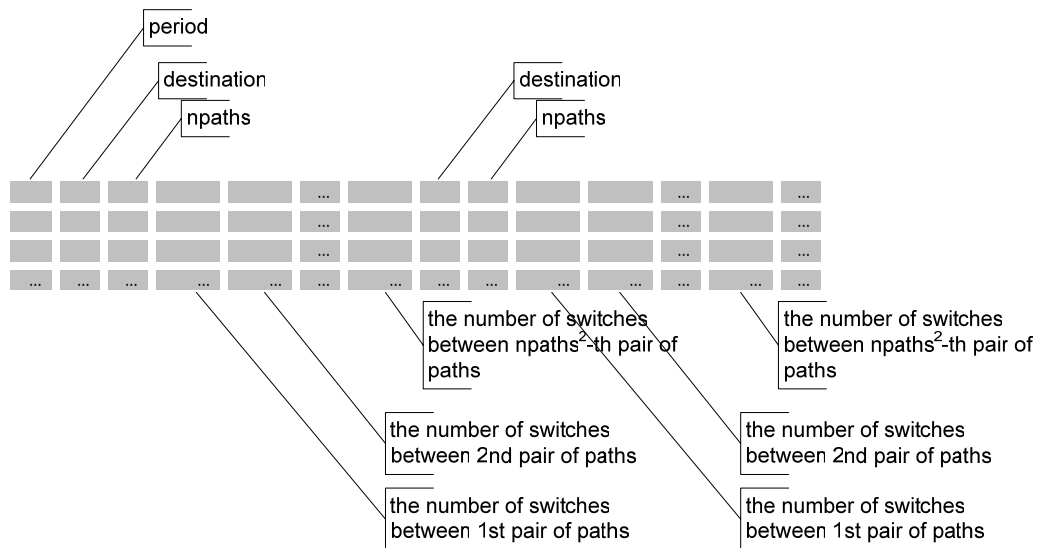 period
destination
destination
npaths
npaths
... ...  ...
... ...  ...
... ...  ...
... ... ... ... ... ... ... ... ... ... ... ... ... ...
the number of switches
between npaths²-th pair of
paths
the number of switches
between npaths²-th pair of
paths
the number of switches
between 2nd pair of paths
the number of switches
between 2nd pair of paths
the number of switches
between 1st pair of paths
the number of switches
between 1st pair of paths